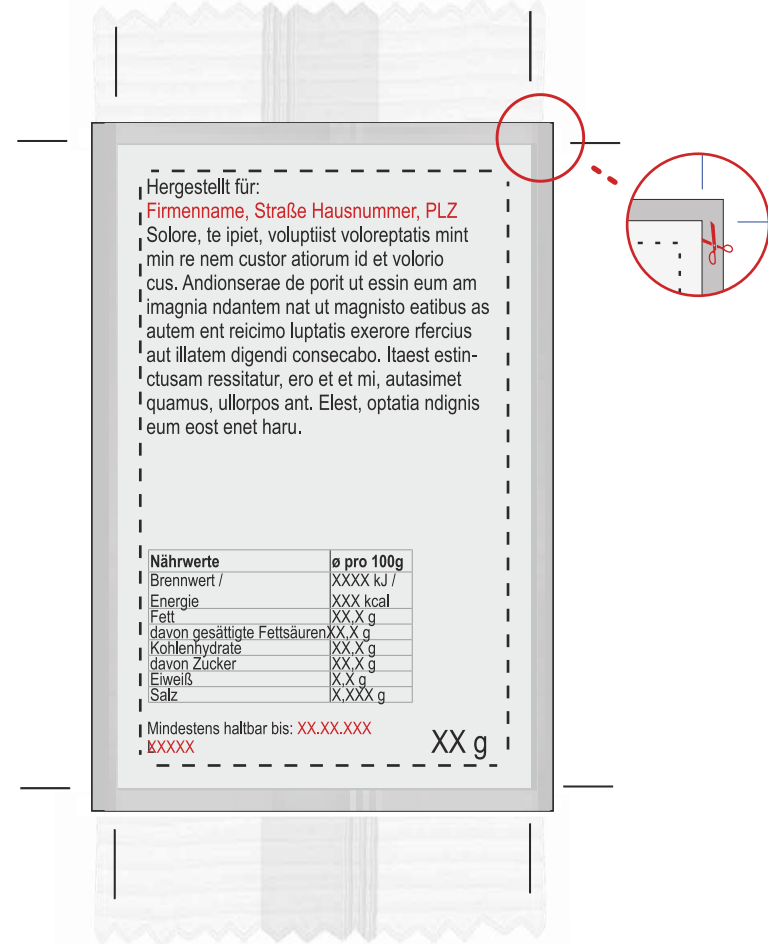 Hergestellt für:
Firmenname, Straße Hausnummer, PLZ
Solore, te ipiet, voluptiist voloreptatis mint
min re nem custor atiorum id et volorio
cus. Andionserae de porit ut essin eum am
imagnia ndantem nat ut magnisto eatibus as
autem ent reicimo luptatis exerore rfercius
aut illatem digendi consecabo. Itaest estin-
ctusam ressitatur, ero et et mi, autasimet
quamus, ullorpos ant. Elest, optatia ndignis
eum eost enet haru.
Nährwerte ø pro 100g
Brennwert / XXXX kJ /
Energie XXX kcal
Fett XX,X g
davon gesättigte Fettsäuren XX,X g
Kohlenhydrate XX,X g
davon Zucker XX,X g
Eiweiß X,X g
Salz X,XXX g
Mindestens haltbar bis: XX.XX.XXX
XXXXX
XX g